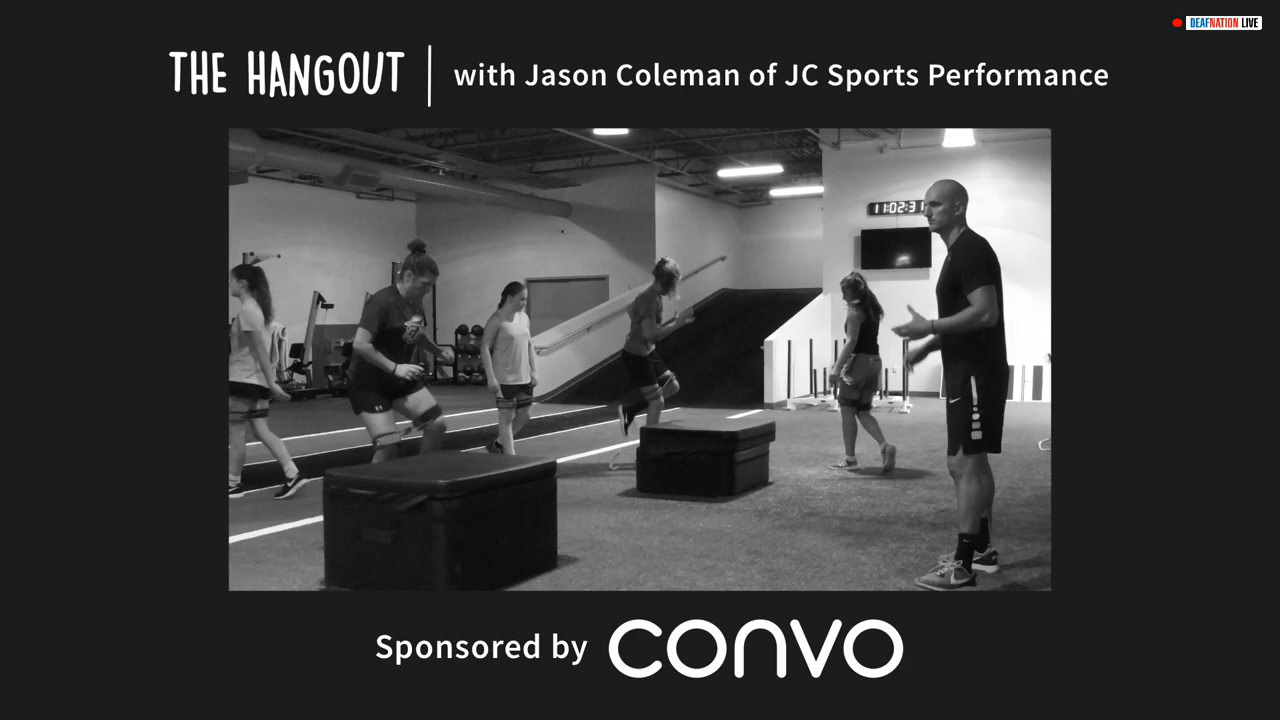 DEAFNATION LIVE
THE HANGOUT
with Jason Coleman of JC Sports Performance
11:02:31
Sponsored by CONVO